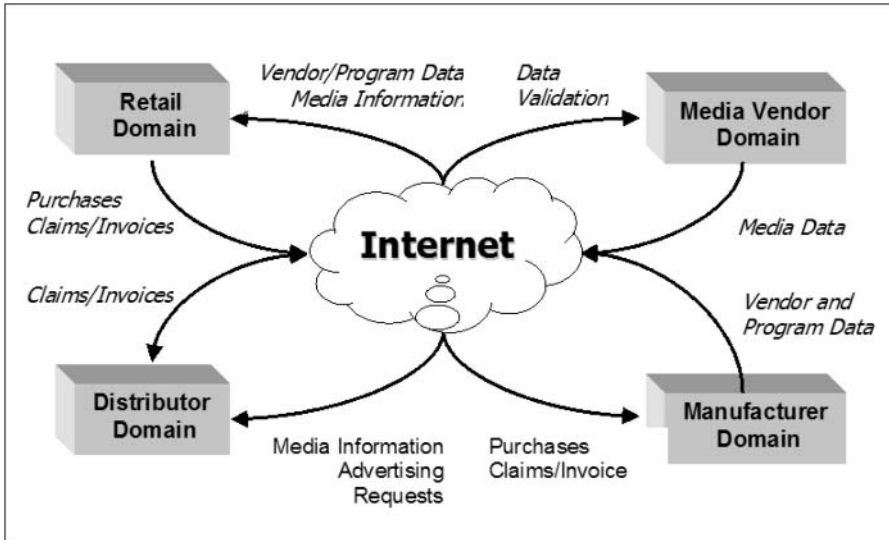 Vendor/Program Data
Media Information
Data
Validation
Retail
Domain
Media Vendor
Domain
Purchases
Claims/Invoices
Internet
Media Data
Claims/Invoices
Vendor and
Program Data
Distributor
Domain
Manufacturer
Domain
Media Information
Advertising
Requests
Purchases
Claims/Invoice